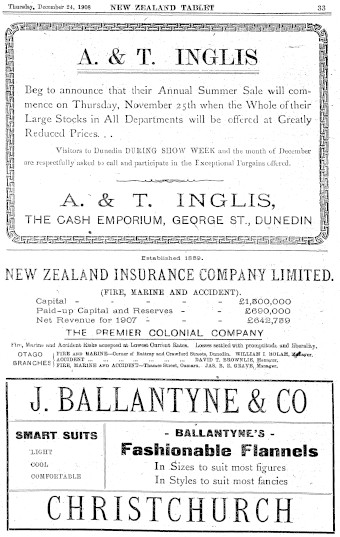 Thursday, December 24, 1908 NEW ZEALAND TABLET 33
A. & T. INGLIS
Beg to announce that their Annual Summer Sale will com-
mence on Thursday, November 25th when the Whole of their
Large Stocks in All Departments will be offered at Greatly
Reduced Prices. . .
Visitors to Dunedin DURING SHOW WEEK and the month of December
are respectfully asked to call and participate in the Exceptional Bargains offered.
A. & T. INGLIS,
THE CASH EMPORIUM, GEORGE ST., DUNEDIN
Established 1859.
NEW ZEALAND INSURANCE COMPANY LIMITED.
(FIRE, MARINE AND ACCIDENT).
Capital - - - - £1,500,000
Paid-up Capital and Reserves - - £690,000
Net Revenue for 1907 - - £642,759
THE PREMIER COLONIAL COMPANY
Fire, Marine and Accident Risks accepted at Lowest Current Rates. Losses settled with promptitude and liberality.
OTAGO BRANCHES
FIRE AND MARINE—Corner of Rattray and Crawford Streets, Dunedin. WILLIAM I. BOLAM, Manager.
ACCIDENT ... DAVID T. BROWNLIE, Manager.
FIRE, MARINE AND ACCIDENT—Thames Street, Oamaru. JAS. B. E. GRAVE, Manager.
J. BALLANTYNE & CO
SMART SUITS
LIGHT
COOL
COMFORTABLE
- BALLANTYNE'S -
Fashionable Flannels
In Sizes to suit most figures
In Styles to suit most fancies
CHRISTCHURCH